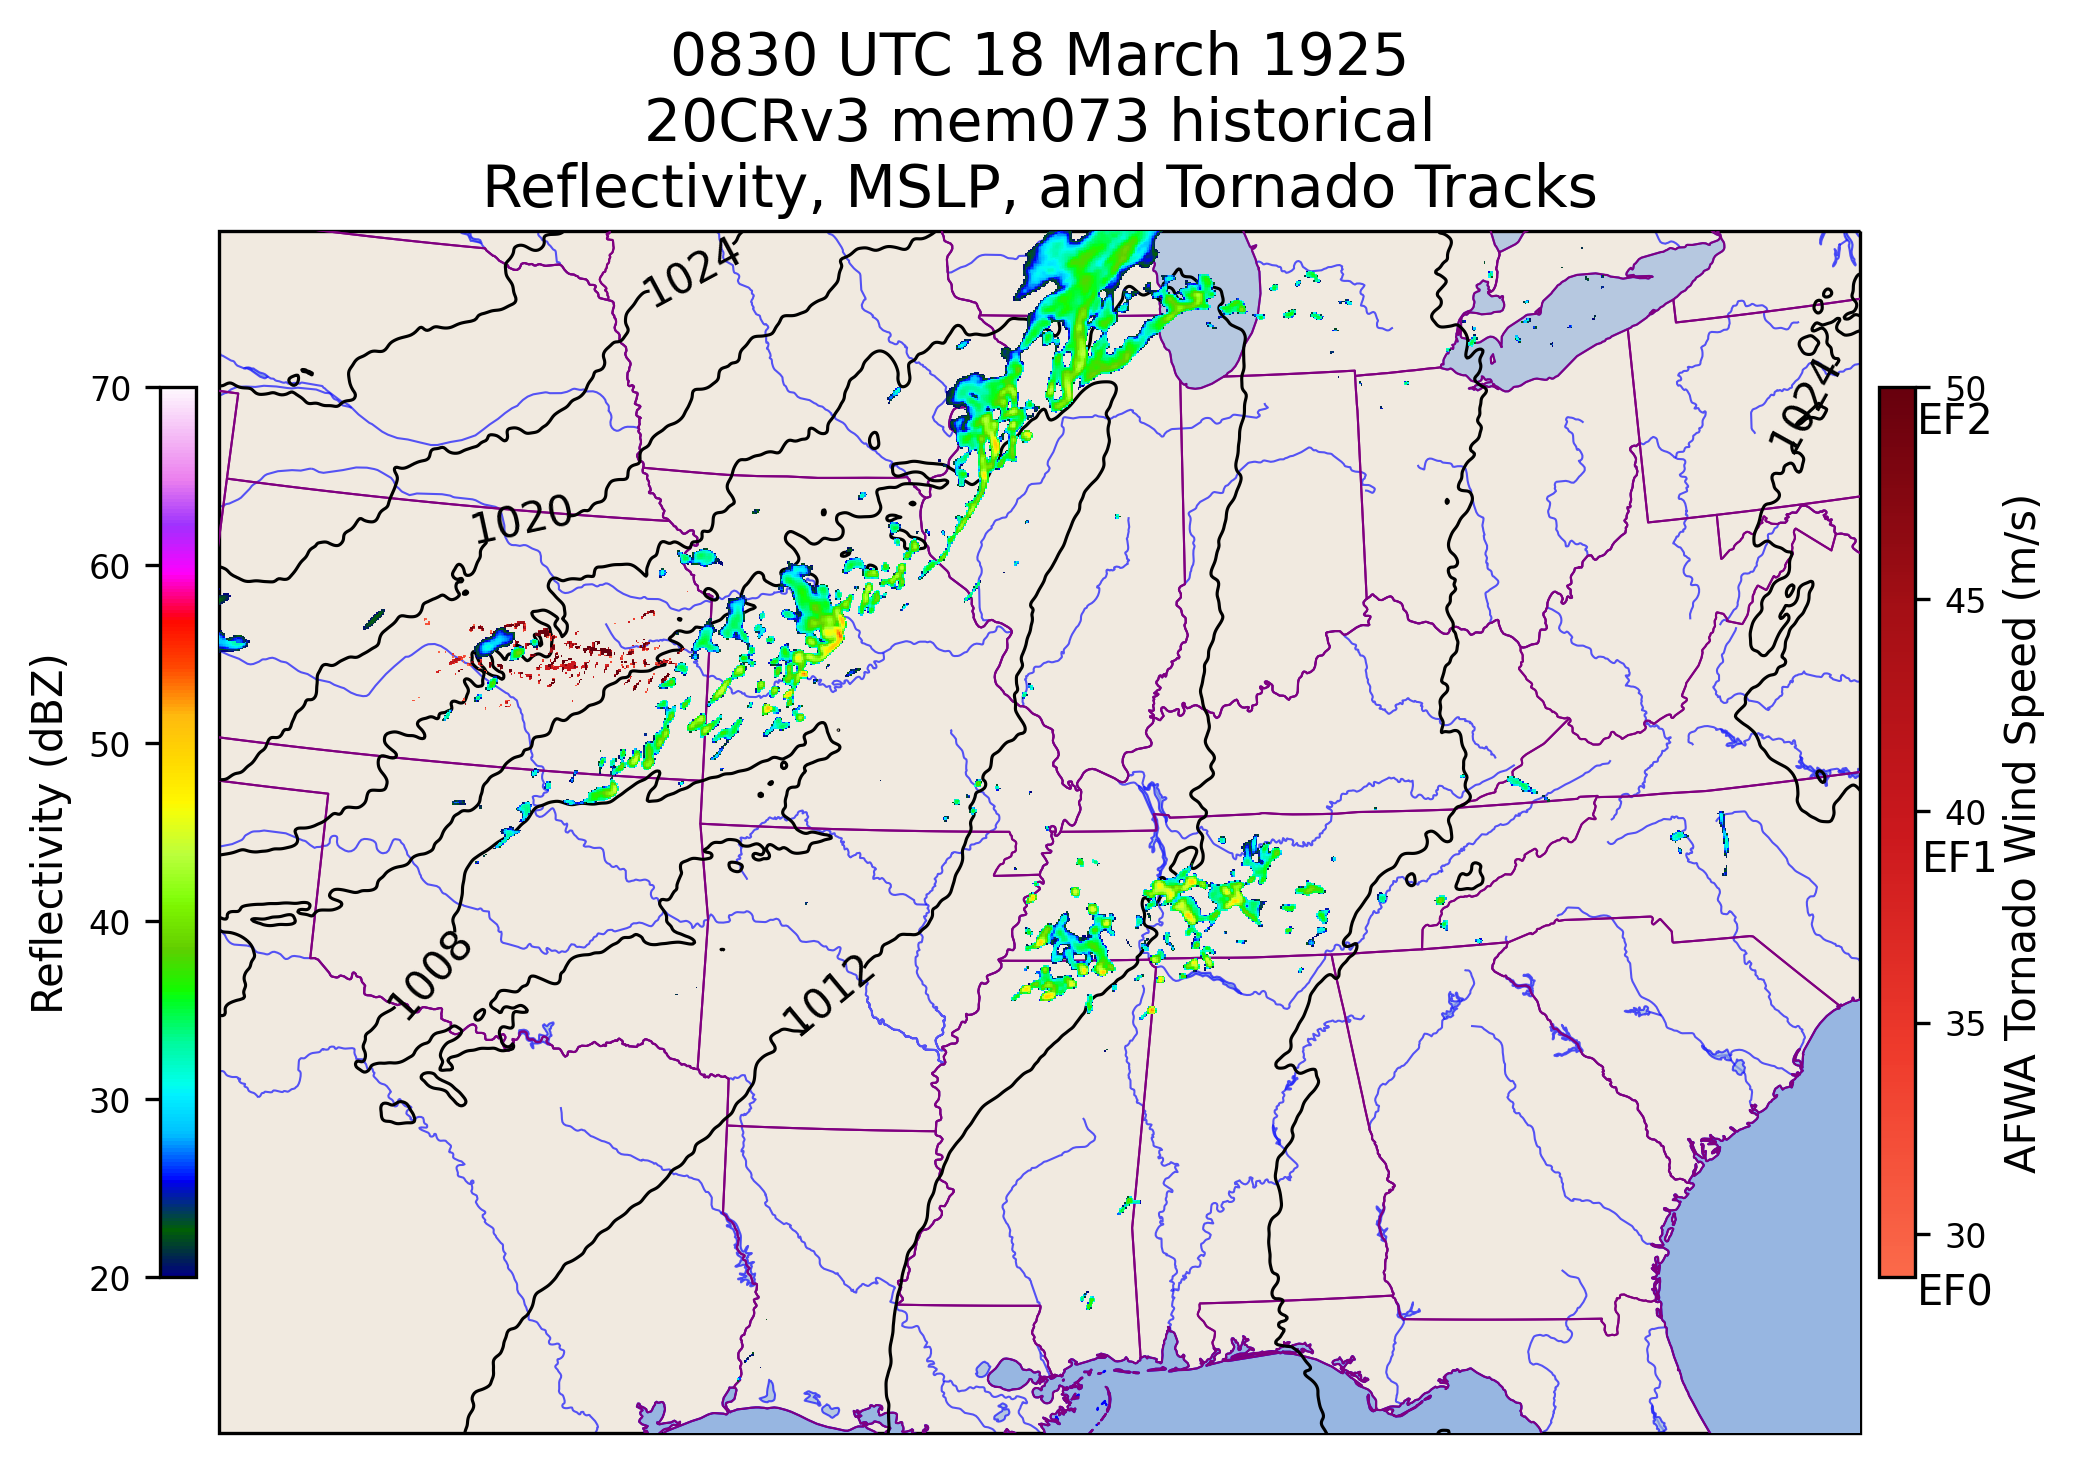 0830 UTC 18 March 1925
20CRv3 mem073 historical
Reflectivity, MSLP, and Tornado Tracks
Reflectivity (dBZ)
70
60
50
40
30
20
1024
1020
1024
1008
1012
50
EF2
45
40
EF1
35
30
EF0
AFWA Tornado Wind Speed (m/s)